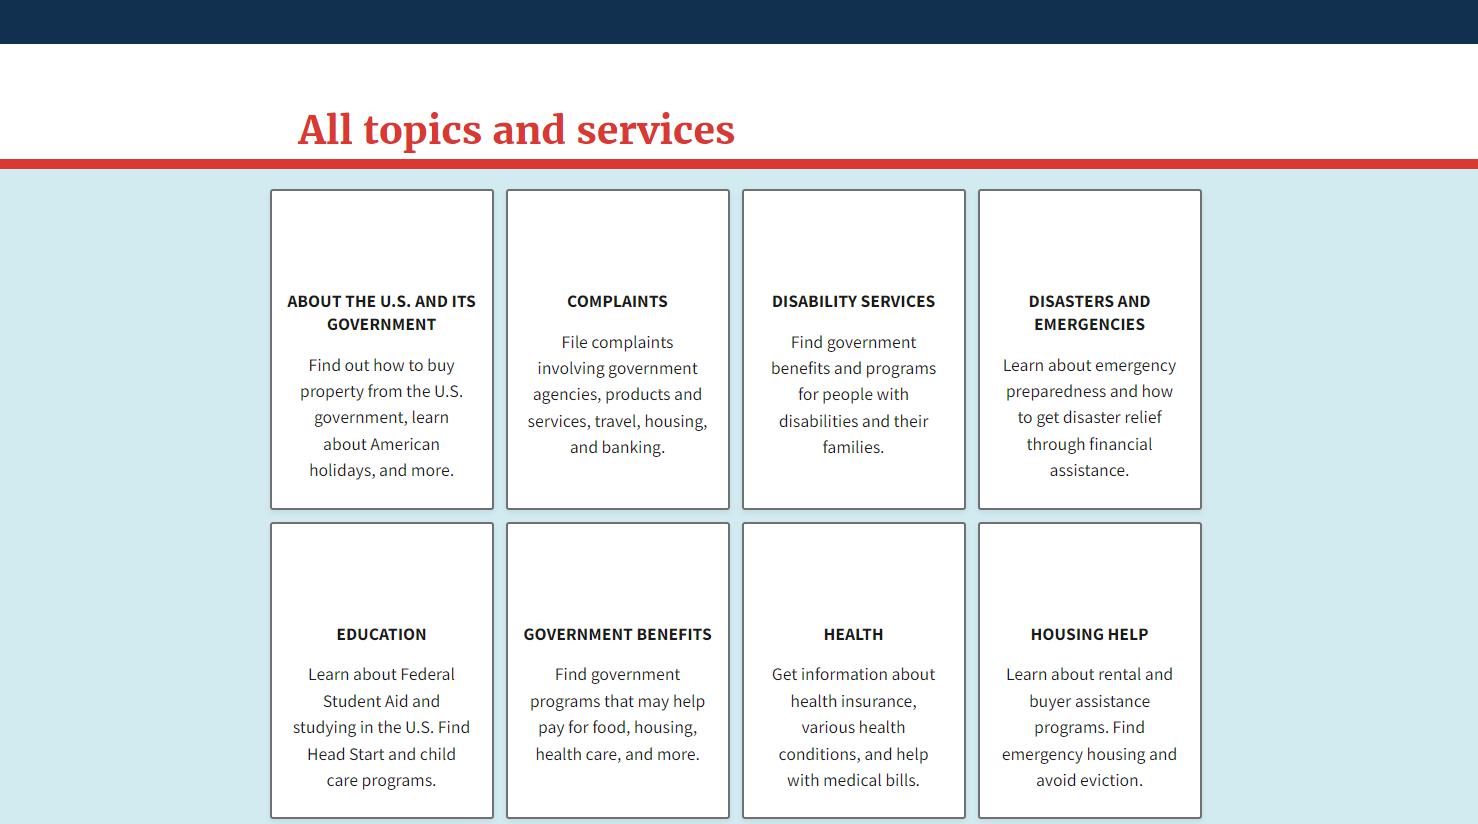 All topics and services
ABOUT THE U.S. AND ITS
GOVERNMENT
Find out how to buy
property from the U.S.
government, learn
about American
holidays, and more.
COMPLAINTS
File complaints
involving government
agencies, products and
services, travel, housing,
and banking.
DISABILITY SERVICES
Find government
benefits and programs
for people with
disabilities and their
families.
DISASTERS AND
EMERGENCIES
Learn about emergency
preparedness and how
to get disaster relief
through financial
assistance.
EDUCATION
Learn about Federal
Student Aid and
studying in the U.S. Find
Head Start and child
care programs.
GOVERNMENT BENEFITS
Find government
programs that may help
pay for food, housing,
health care, and more.
HEALTH
Get information about
health insurance,
various health
conditions, and help
with medical bills.
HOUSING HELP
Learn about rental and
buyer assistance
programs. Find
emergency housing and
avoid eviction.